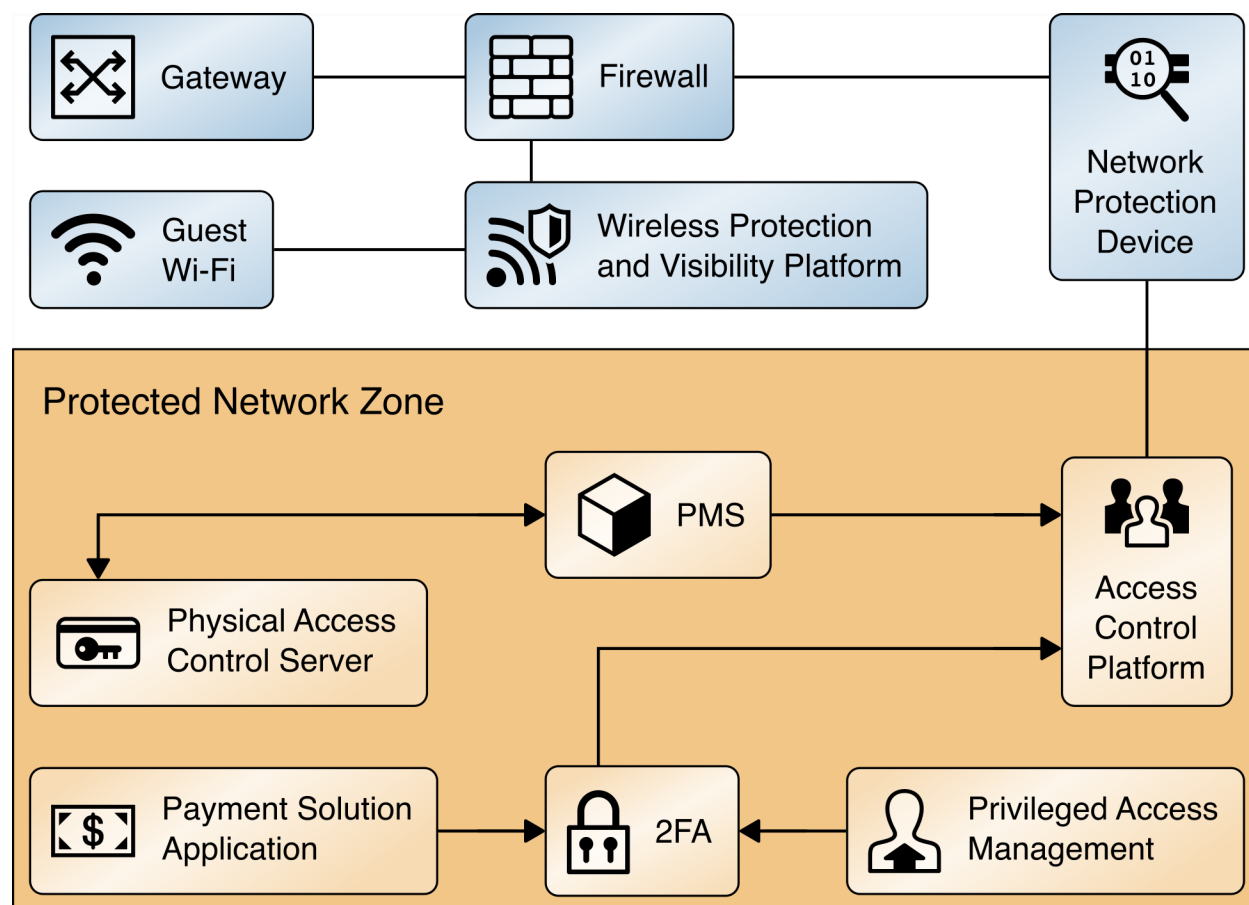 Gateway
Firewall
01
10
Network
Protection
Device
Guest
Wi-Fi
Wireless Protection
and Visibility Platform
Protected Network Zone
PMS
Access
Control
Platform
Physical Access
Control Server
Payment Solution
Application
$
2FA
Privileged Access
Management